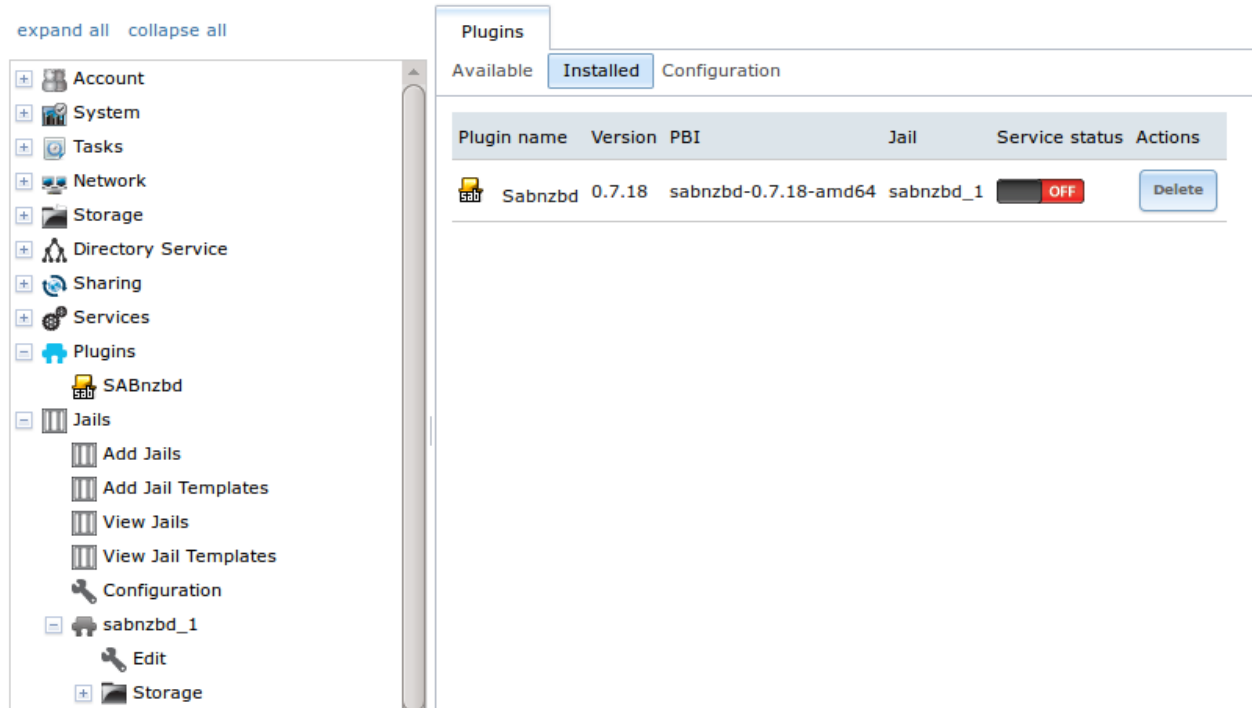 expand all collapse all
Account
System
Tasks
Network
Storage
Directory Service
Sharing
Services
Plugins
SABnzbd
Jails
Add Jails
Add Jail Templates
View Jails
View Jail Templates
Configuration
sabnzbd_1
Edit
Storage
Plugins
Available Installed Configuration
Plugin name Version PBI Jail Service status Actions
sab Sabnzbd 0.7.18 sabnzbd-0.7.18-amd64 sabnzbd_1 OFF Delete